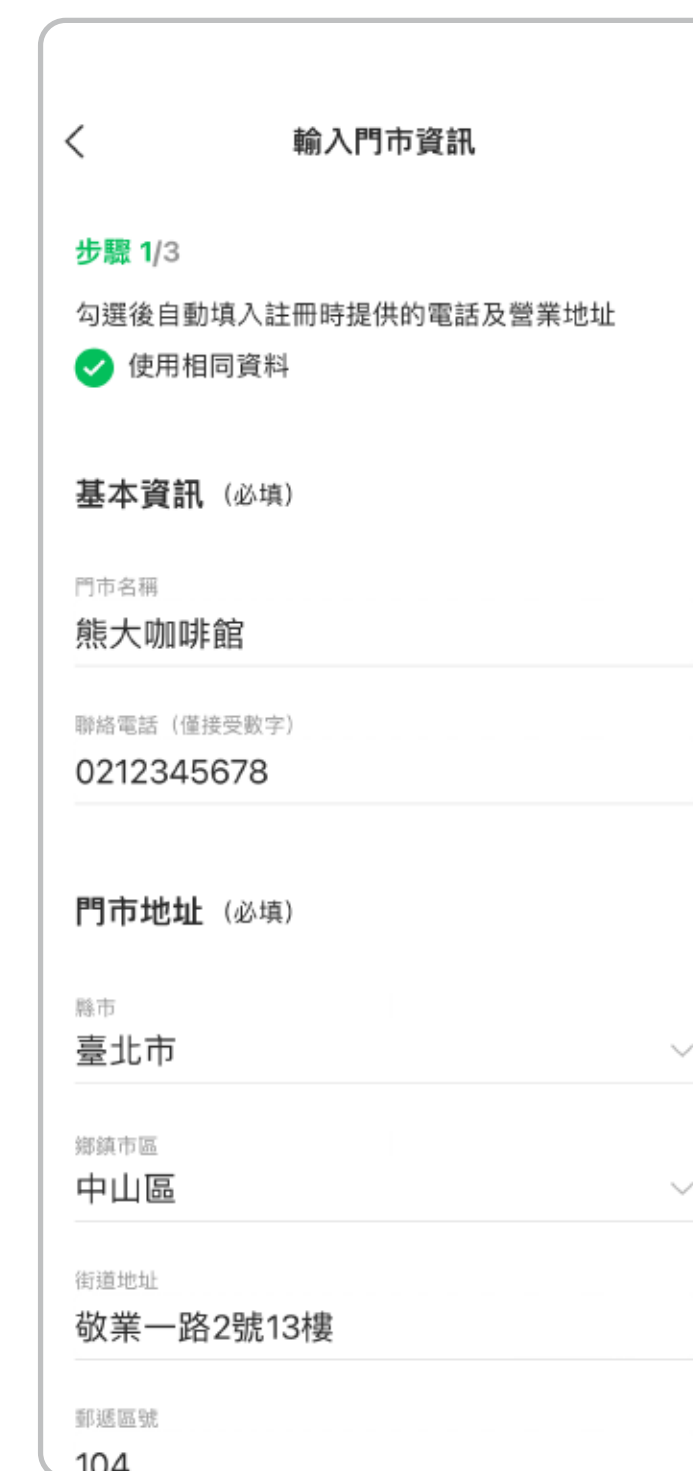 輸入門市資訊
步驟 1/3
勾選後自動填入註冊時提供的電話及營業地址
使用相同資料
基本資訊（必填）
門市名稱
熊大咖啡館
聯絡電話（僅接受數字）
0212345678
門市地址（必填）
縣市
臺北市
鄉鎮市區
中山區
街道地址
敬業一路2號13樓
郵遞區號
104